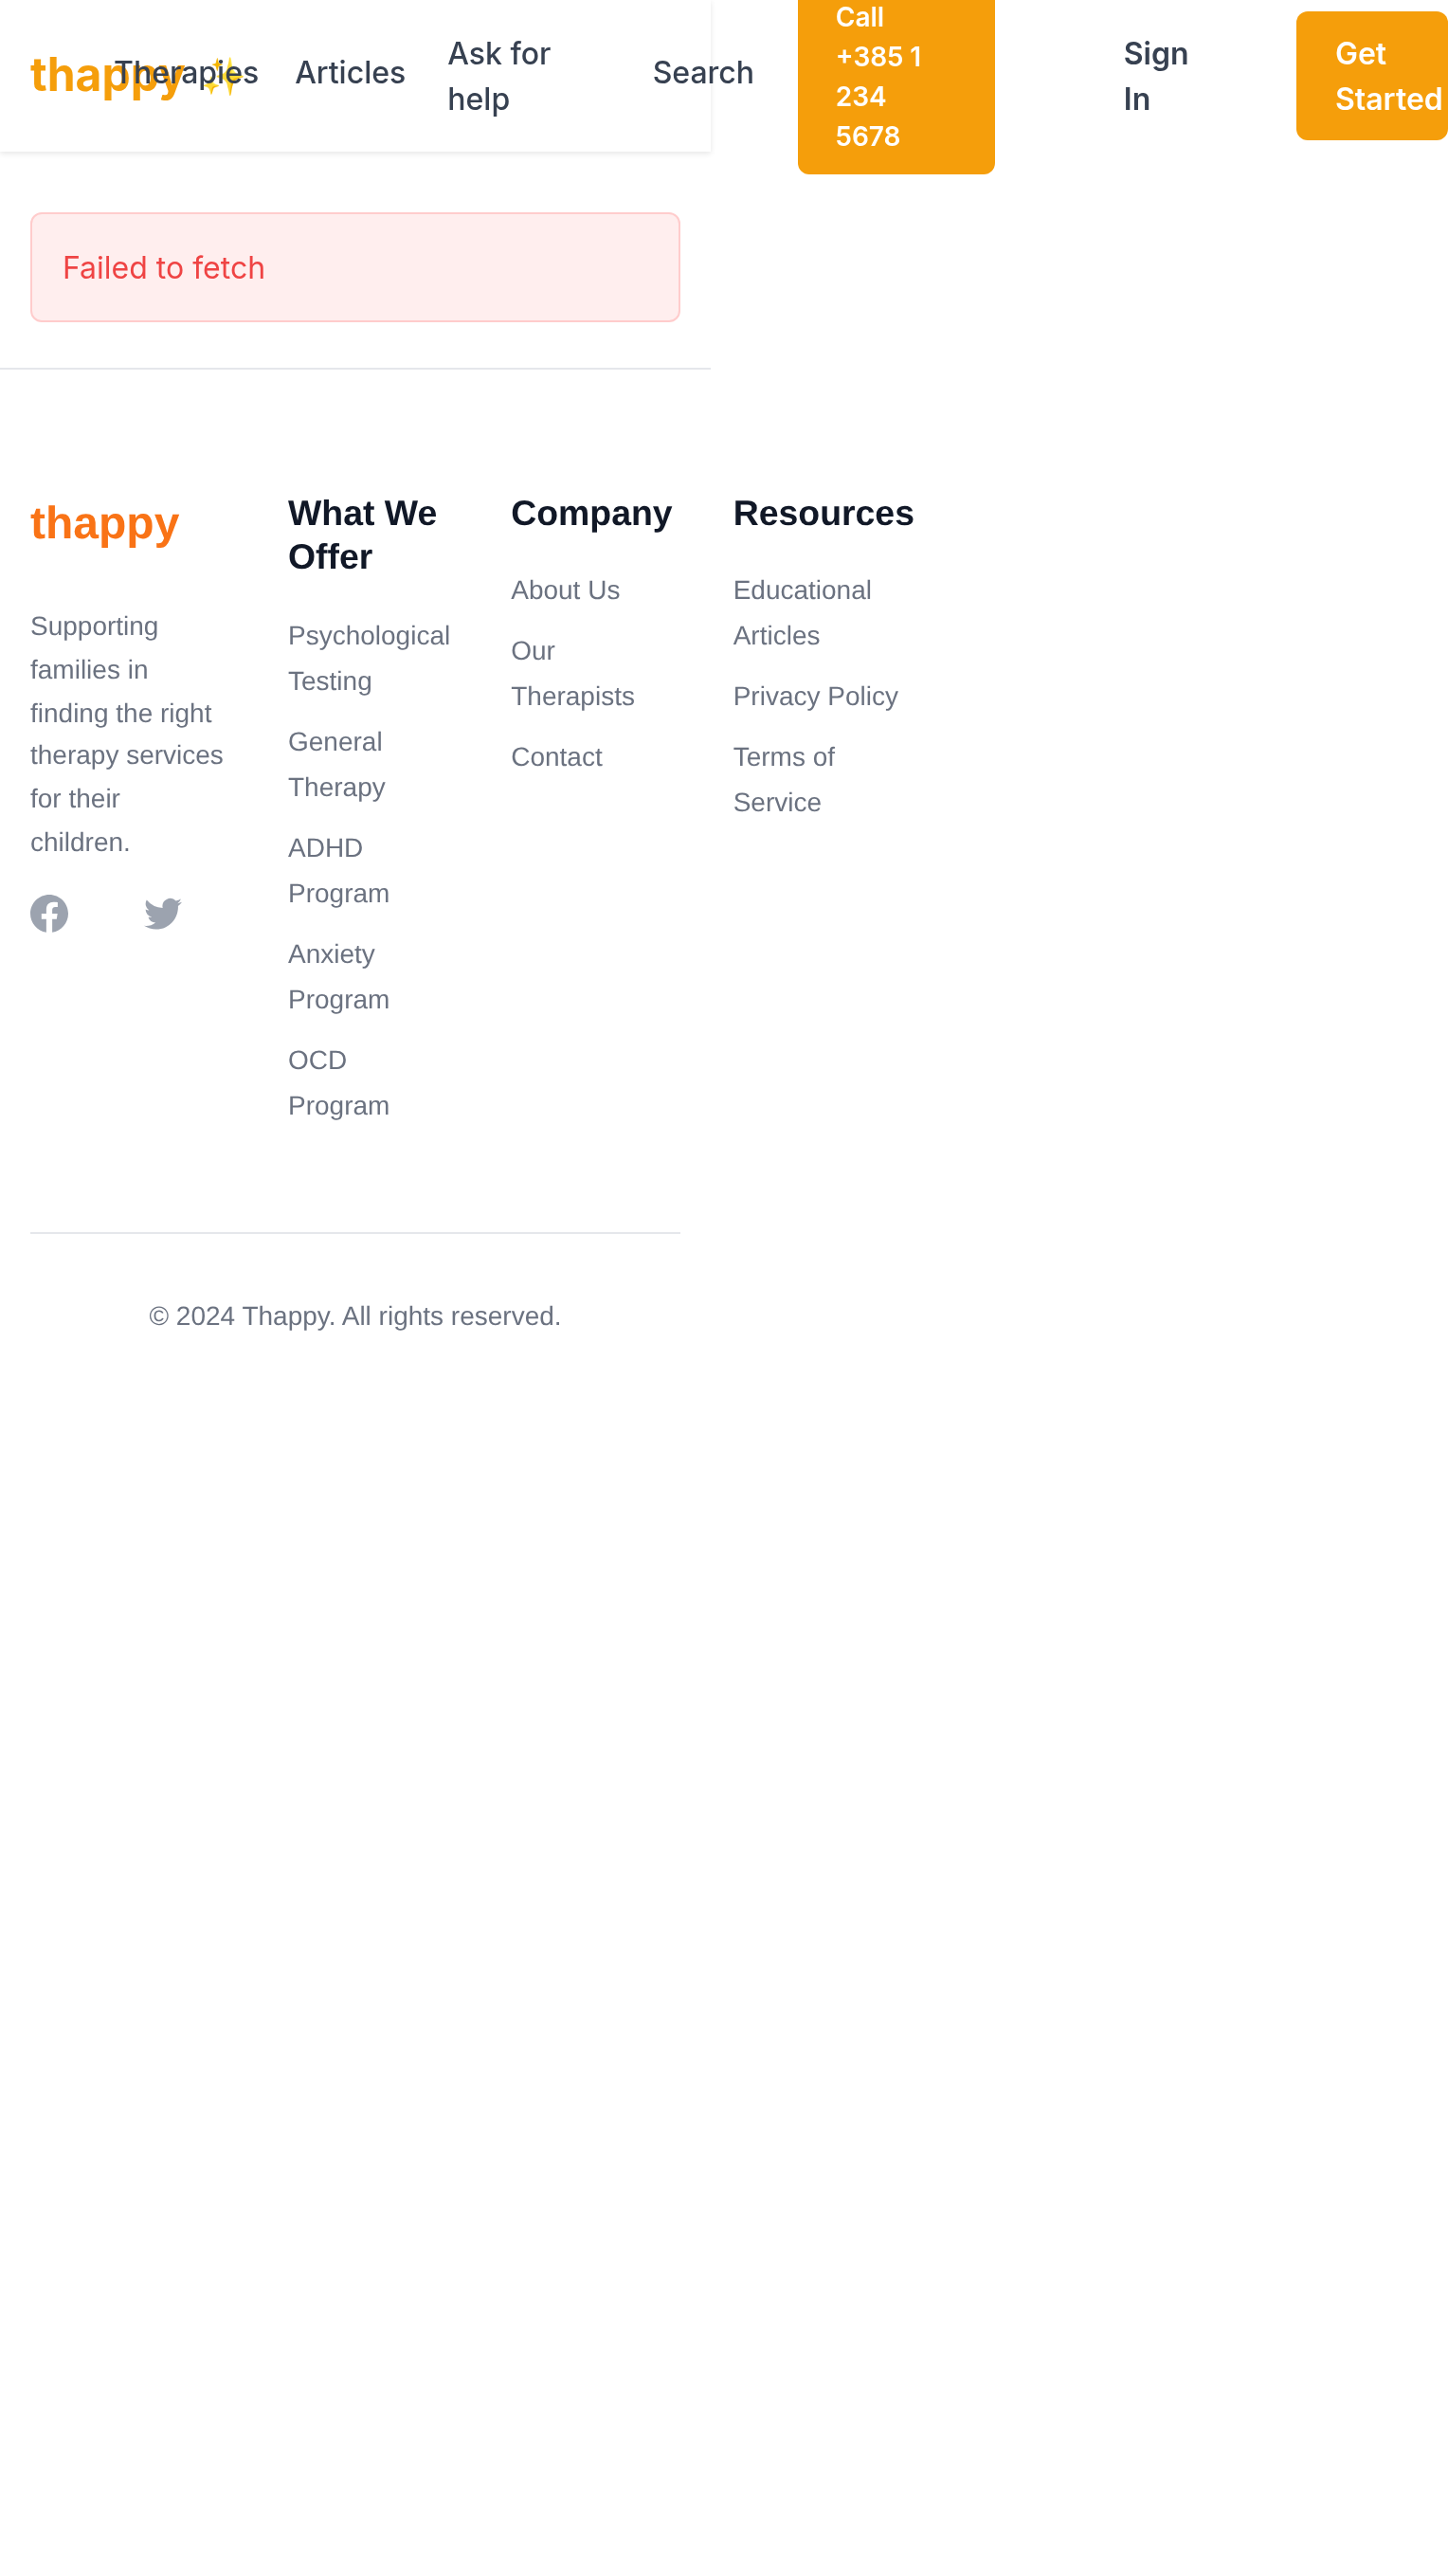 thappy ✨
Therapies
Articles
Ask for
help
Search
Call
+385 1
234
5678
Sign
In
Get
Started
Failed to fetch
thappy
Supporting
families in
finding the right
therapy services
for their
children.
What We
Offer
Psychological
Testing
General
Therapy
ADHD
Program
Anxiety
Program
OCD
Program
Company
About Us
Our
Therapists
Contact
Resources
Educational
Articles
Privacy Policy
Terms of
Service
© 2024 Thappy. All rights reserved.